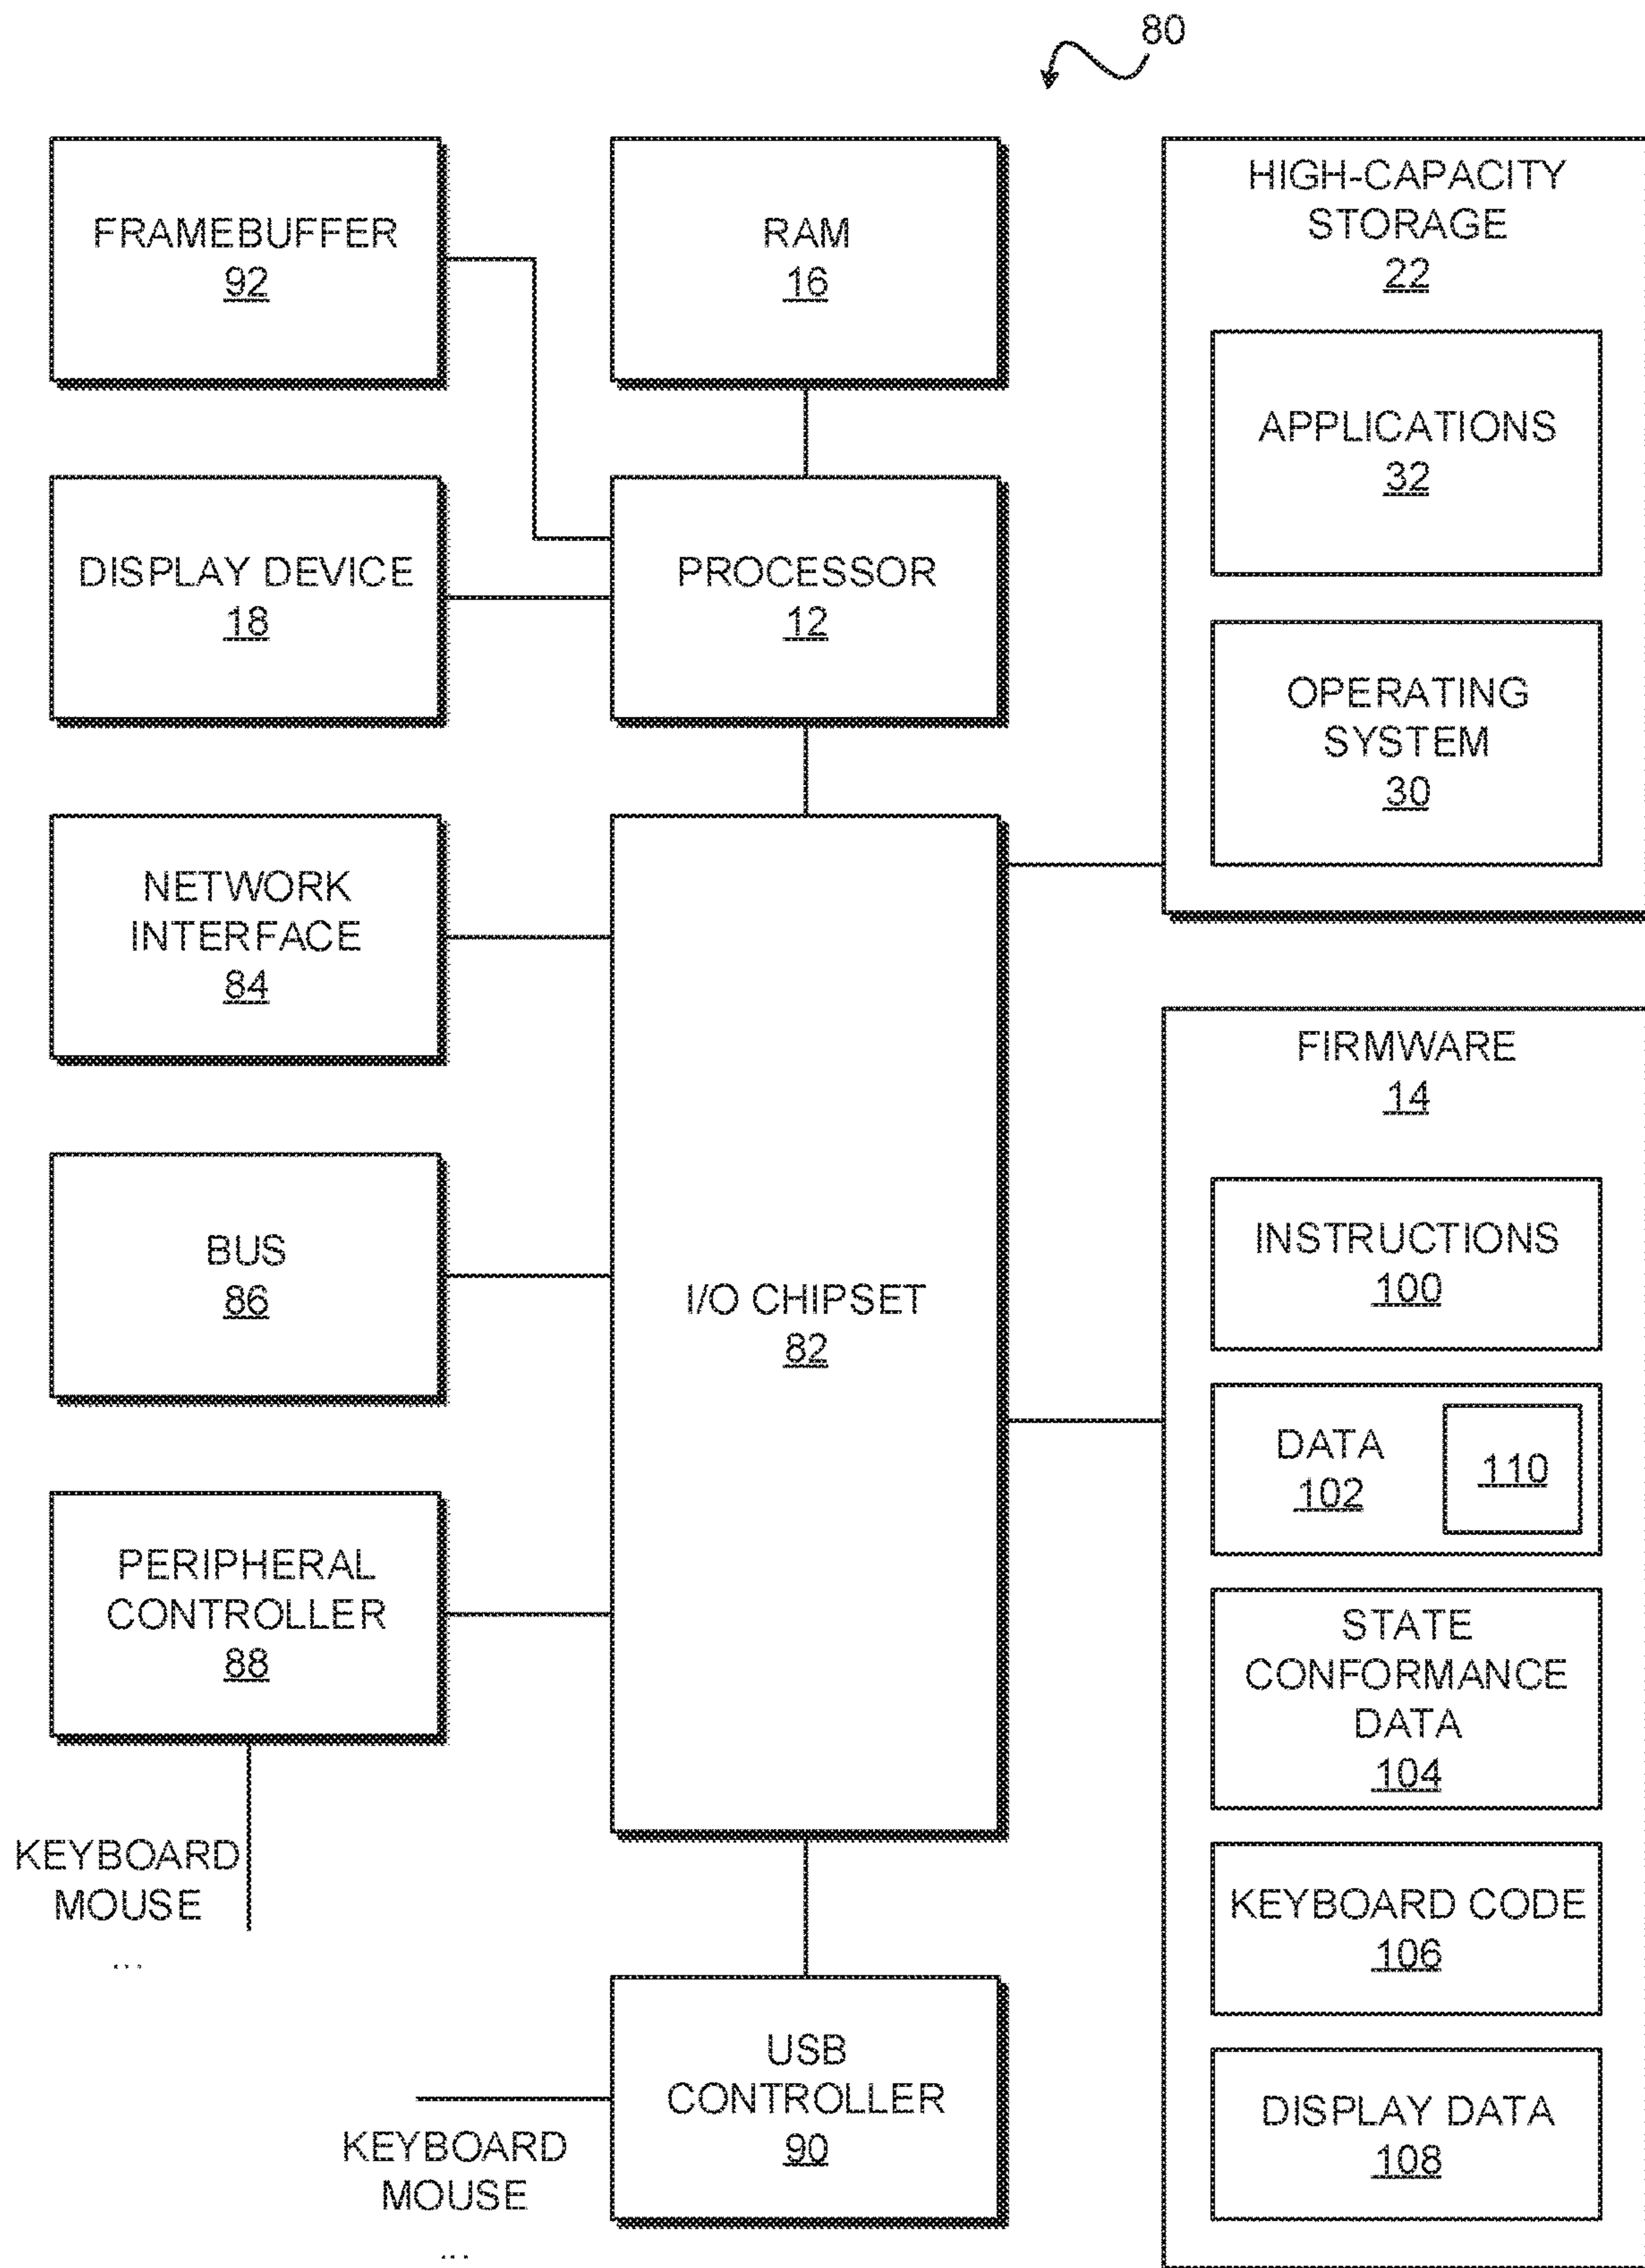 80
FRAMEBUFFER
92
RAM
16
HIGH-CAPACITY
STORAGE
22
APPLICATIONS
32
OPERATING
SYSTEM
30
DISPLAY DEVICE
18
PROCESSOR
12
NETWORK
INTERFACE
84
BUS
86
PERIPHERAL
CONTROLLER
88
KEYBOARD
MOUSE
...
I/O CHIPSET
82
USB
CONTROLLER
90
KEYBOARD
MOUSE
...
FIRMWARE
14
INSTRUCTIONS
100
DATA
102
110
STATE
CONFORMANCE
DATA
104
KEYBOARD CODE
106
DISPLAY DATA
108